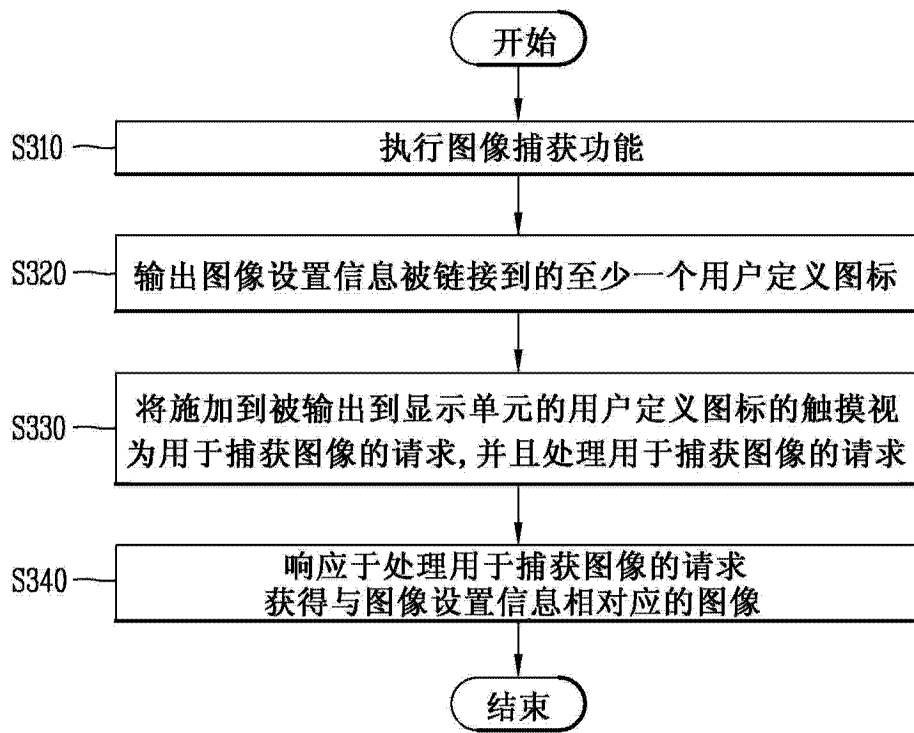 开始
S310
执行图像捕获功能
S320
输出图像设置信息被链接到的至少一个用户定义图标
S330
将施加到被输出到显示单元的用户定义图标的触摸视
为用于捕获图像的请求,并且处理用于捕获图像的请求
S340
响应于处理用于捕获图像的请求
获得与图像设置信息相对应的图像
结束